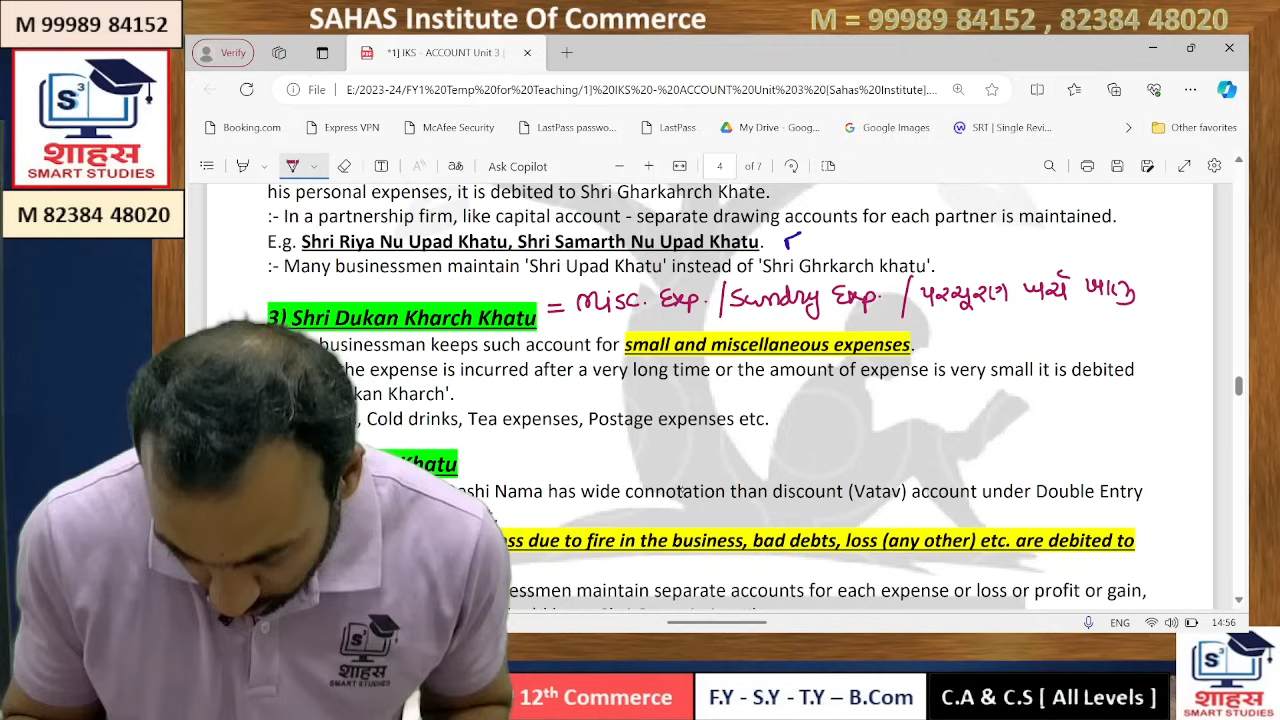 M 99989 84152
SAHAS Institute Of Commerce
M = 99989 84152 , 82384 48020
S³
शाहस
SMART STUDIES
M 82384 48020
Verify
*1] IKS - ACCOUNT Unit 3 [
File
E:/2023-24/FY1%20Temp%20for%20Teaching/1]%20IKS%20-%20ACCOUNT%20Unit%203%20[Sahas%20Institute]....
Booking.com
Express VPN
McAfee Security
LastPass passwo...
LastPass
My Drive - Goog...
Google Images
SRT | Single Revi...
Other favorites
Ask Copilot
4 of 7
his personal expenses, it is debited to Shri Gharkahrch Khate.
:- In a partnership firm, like capital account - separate drawing accounts for each partner is maintained.
E.g. Shri Riya Nu Upad Khatu, Shri Samarth Nu Upad Khatu.
:- Many businessmen maintain 'Shri Upad Khatu' instead of 'Shri Ghrkarch khatu'.
3) Shri Dukan Kharch Khatu = Misc. Exp. / Sundry Exp. / પરચૂરણ ખર્ચ ખાતુ
businessman keeps such account for small and miscellaneous expenses.
he expense is incurred after a very long time or the amount of expense is very small it is debited
kan Kharch'.
, Cold drinks, Tea expenses, Postage expenses etc.
Khatu
eshi Nama has wide connotation than discount (Vatav) account under Double Entry
ss due to fire in the business, bad debts, loss (any other) etc. are debited to
essmen maintain separate accounts for each expense or loss or profit or gain,
ENG
14:56
S³
शाहस
SMART STUDIES
12th Commerce
F.Y - S.Y - T.Y – B.Com
C.A & C.S [ All Levels ]
S³
शाहस
SMART STUDIES